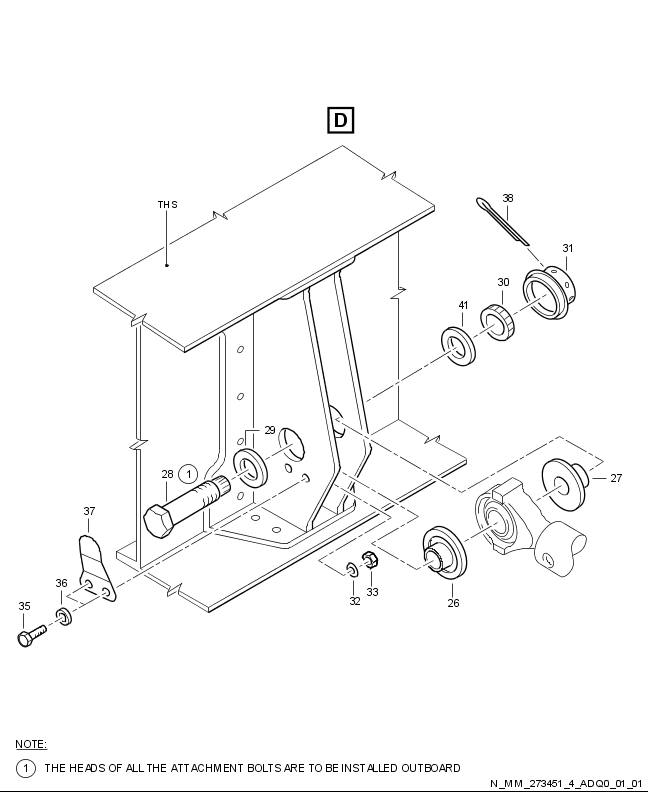 D
THS
38
31
30
41
29
28
1
27
37
36
35
32
33
26
NOTE:
1 THE HEADS OF ALL THE ATTACHMENT BOLTS ARE TO BE INSTALLED OUTBOARD
N_MM_273451_4_ADQ0_01_01